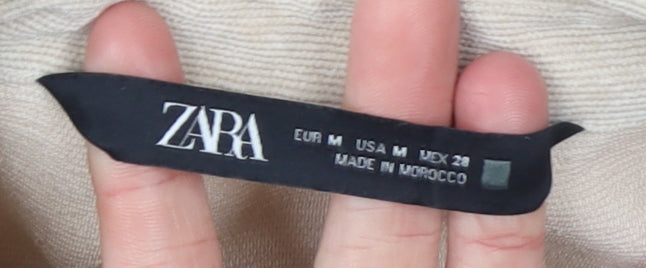 ZARA
EUR M USA M MEX 28
MADE IN MOROCCO